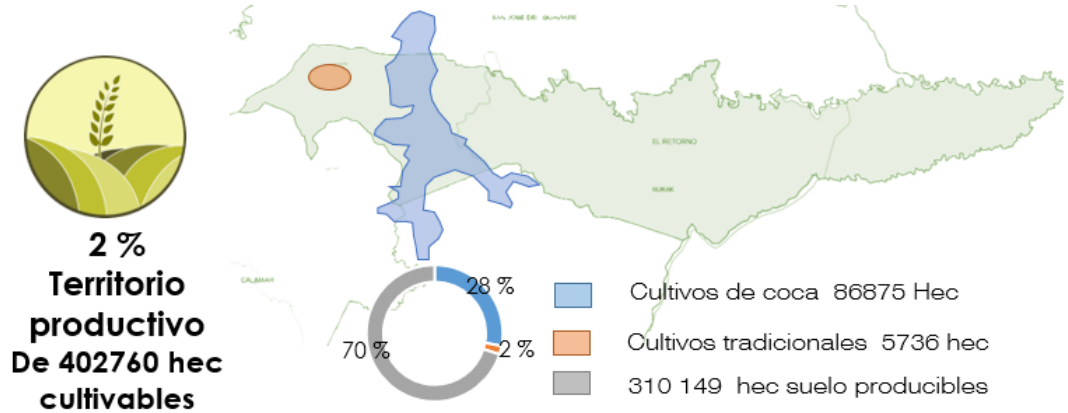 SAN JOSE DEL GUAVIARE
EL RETORNO
NUKAK
CALAMAR
2 %
Territorio
productivo
De 402760 hec
cultivables
28 %
2 %
70 %
Cultivos de coca 86875 Hec
Cultivos tradicionales 5736 hec
310 149 hec suelo producibles